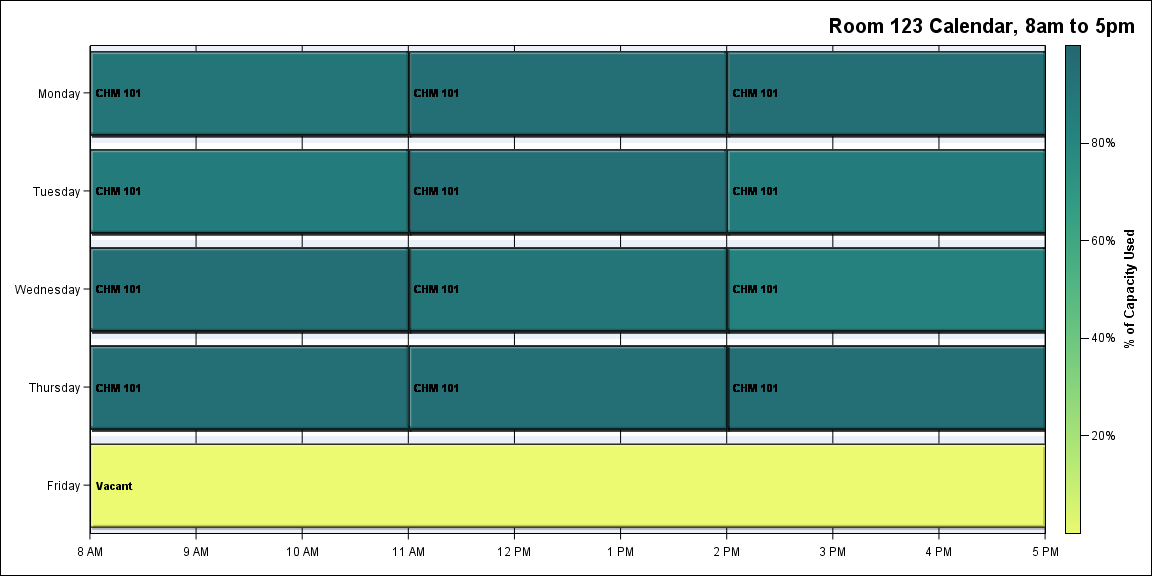 Room 123 Calendar, 8am to 5pm
Monday
CHM 101
CHM 101
CHM 101
Tuesday
CHM 101
CHM 101
CHM 101
Wednesday
CHM 101
CHM 101
CHM 101
Thursday
CHM 101
CHM 101
CHM 101
Friday
Vacant
8 AM
9 AM
10 AM
11 AM
12 PM
1 PM
2 PM
3 PM
4 PM
5 PM
80%
60%
40%
20%
% of Capacity Used